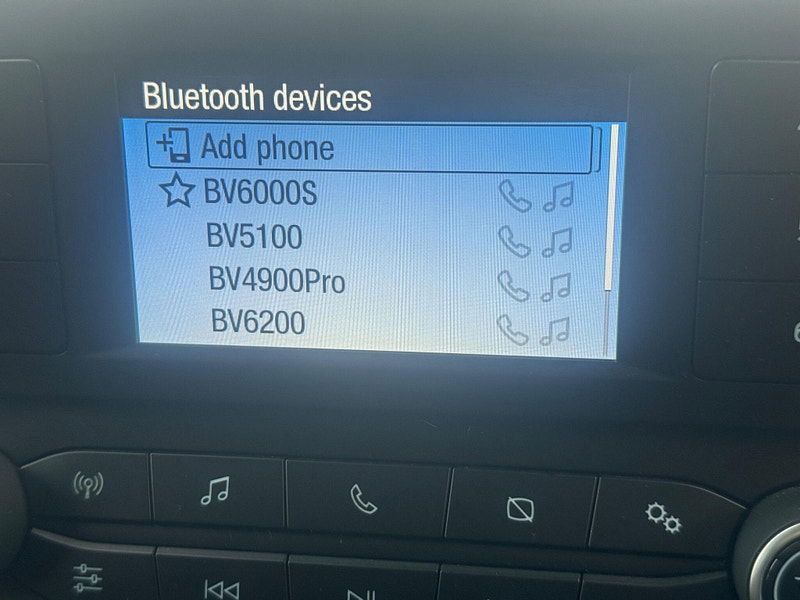 Bluetooth devices
Add phone
BV6000S
BV5100
BV4900Pro
BV6200